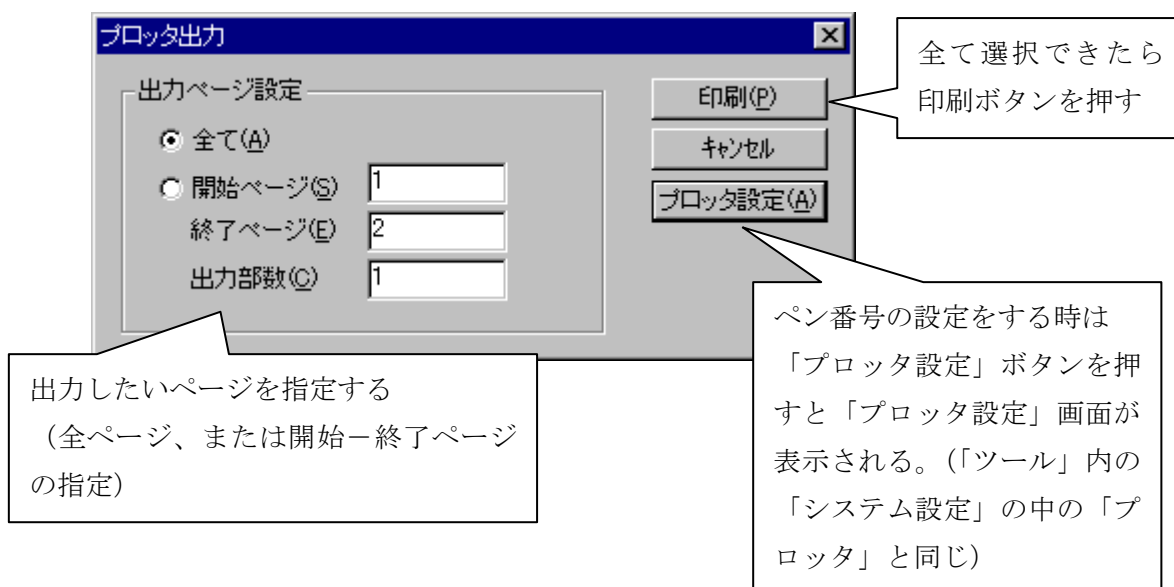 プロッタ出力
出力ページ設定
全て(A)
開始ページ(S) 1
終了ページ(E) 2
出力部数(C) 1
印刷(P)
キャンセル
プロッタ設定(A)
全て選択できたら
印刷ボタンを押す
出力したいページを指定する
(全ページ、または開始-終了ページ
の指定)
ペン番号の設定をする時は
「プロッタ設定」ボタンを押
すと「プロッタ設定」画面が
表示される。(「ツール」内の
「システム設定」の中の「プ
ロッタ」と同じ)